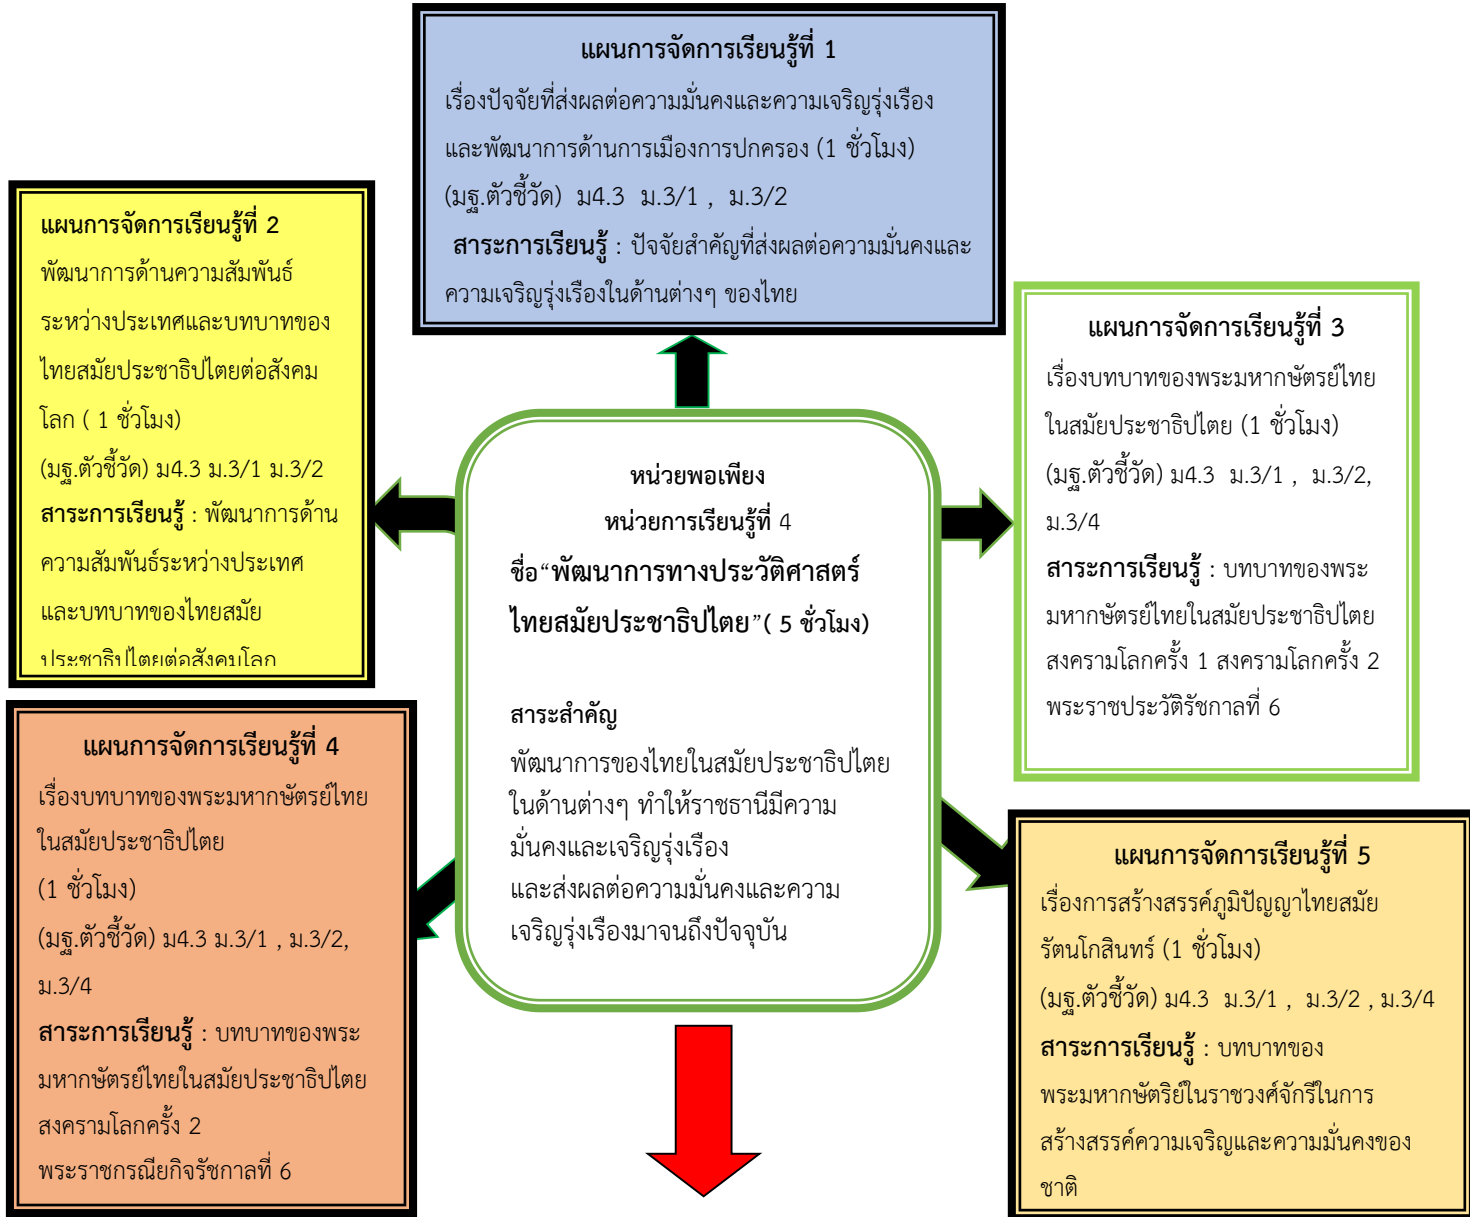 แผนการจัดการเรียนรู้ที่ 1
เรื่องปัจจัยที่ส่งผลต่อความมั่นคงและความเจริญรุ่งเรือง
และพัฒนาการด้านการเมืองการปกครอง (1 ชั่วโมง)
(มฐ.ตัวชี้วัด) ม4.3 ม.3/1 , ม.3/2
สาระการเรียนรู้ : ปัจจัยสำคัญที่ส่งผลต่อความมั่นคงและ
ความเจริญรุ่งเรืองในด้านต่างๆ ของไทย
แผนการจัดการเรียนรู้ที่ 2
พัฒนาการด้านความสัมพันธ์
ระหว่างประเทศและบทบาทของ
ไทยสมัยประชาธิปไตยต่อสังคม
โลก ( 1 ชั่วโมง)
(มฐ.ตัวชี้วัด) ม4.3 ม.3/1 ม.3/2
สาระการเรียนรู้ : พัฒนาการด้าน
ความสัมพันธ์ระหว่างประเทศ
และบทบาทของไทยสมัย
ประชาธิปไตยต่อสังคมโลก
แผนการจัดการเรียนรู้ที่ 3
เรื่องบทบาทของพระมหากษัตรย์ไทย
ในสมัยประชาธิปไตย (1 ชั่วโมง)
(มฐ.ตัวชี้วัด) ม4.3 ม.3/1 , ม.3/2,
ม.3/4
สาระการเรียนรู้ : บทบาทของพระ
มหากษัตรย์ไทยในสมัยประชาธิปไตย
สงครามโลกครั้ง 1 สงครามโลกครั้ง 2
พระราชประวัติรัชกาลที่ 6
หน่วยพอเพียง
หน่วยการเรียนรู้ที่ 4
ชื่อ“พัฒนาการทางประวัติศาสตร์
ไทยสมัยประชาธิปไตย”( 5 ชั่วโมง)
สาระสำคัญ
พัฒนาการของไทยในสมัยประชาธิปไตย
ในด้านต่างๆ ทำให้ราชธานีมีความ
มั่นคงและเจริญรุ่งเรือง
และส่งผลต่อความมั่นคงและความ
เจริญรุ่งเรืองมาจนถึงปัจจุบัน
แผนการจัดการเรียนรู้ที่ 4
เรื่องบทบาทของพระมหากษัตรย์ไทย
ในสมัยประชาธิปไตย
(1 ชั่วโมง)
(มฐ.ตัวชี้วัด) ม4.3 ม.3/1 , ม.3/2,
ม.3/4
สาระการเรียนรู้ : บทบาทของพระ
มหากษัตรย์ไทยในสมัยประชาธิปไตย
สงครามโลกครั้ง 2
พระราชกรณียกิจรัชกาลที่ 6
แผนการจัดการเรียนรู้ที่ 5
เรื่องการสร้างสรรค์ภูมิปัญญาไทยสมัย
รัตนโกสินทร์ (1 ชั่วโมง)
(มฐ.ตัวชี้วัด) ม4.3 ม.3/1 , ม.3/2 , ม.3/4
สาระการเรียนรู้ : บทบาทของ
พระมหากษัตริย์ในราชวงศ์จักรีในการ
สร้างสรรค์ความเจริญและความมั่นคงของ
ชาติ